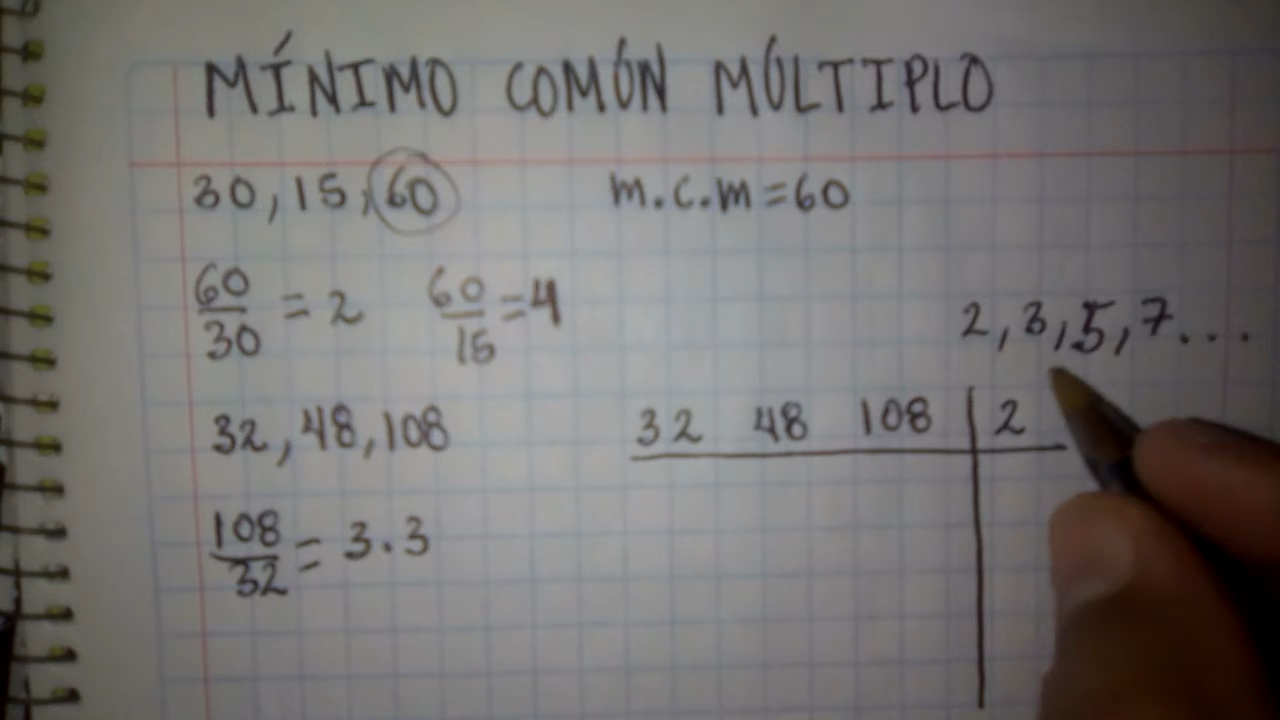 MÍNIMO COMÚN MÚLTIPLO
30, 15, 60 m.c.m = 60
60/30 = 2 60/15 = 4
2, 3, 5, 7...
32, 48, 108
32 48 108 | 2
108/32 = 3.3